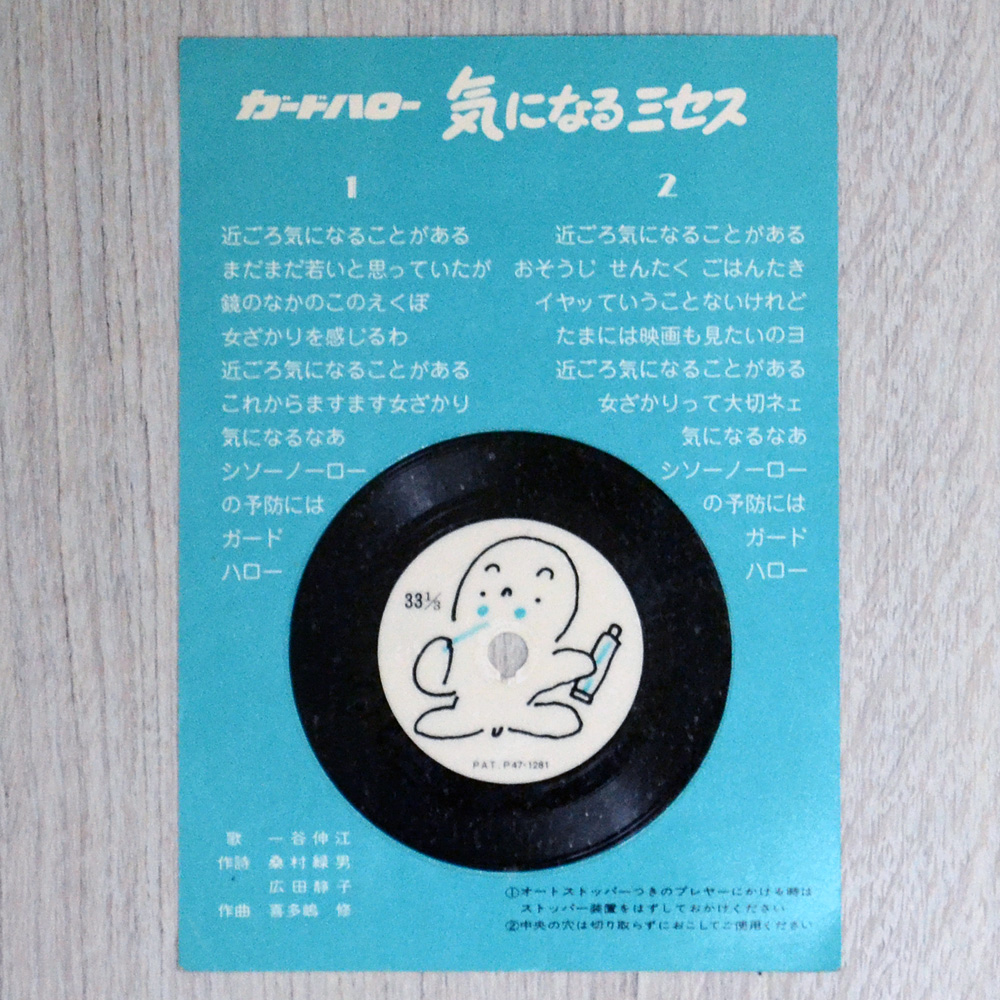 ガードハロー 気になるミセス
1
近ごろ気になることがある
まだまだ若いと思っていたが
鏡のなかのこのえくぼ
女ざかりを感じるわ
近ごろ気になることがある
これからますます女ざかり
気になるなあ
シソーノーロー
の予防には
ガード
ハロー
2
近ごろ気になることがある
おそうじ せんたく ごはんたき
イヤッていうことないけれど
たまには映画も見たいのヨ
近ごろ気になることがある
女ざかりって大切ネェ
気になるなあ
シソーノーロー
の予防には
ガード
ハロー
33⅓
PAT. P47-1281
歌 一谷伸江
作詩 桑村緑男
広田静子
作曲 喜多嶋 修
①オートストッパーつきのプレヤーにかける時は
ストッパー装置をはずしておかけください
②中央の穴は切り取らずにおこしてご使用ください